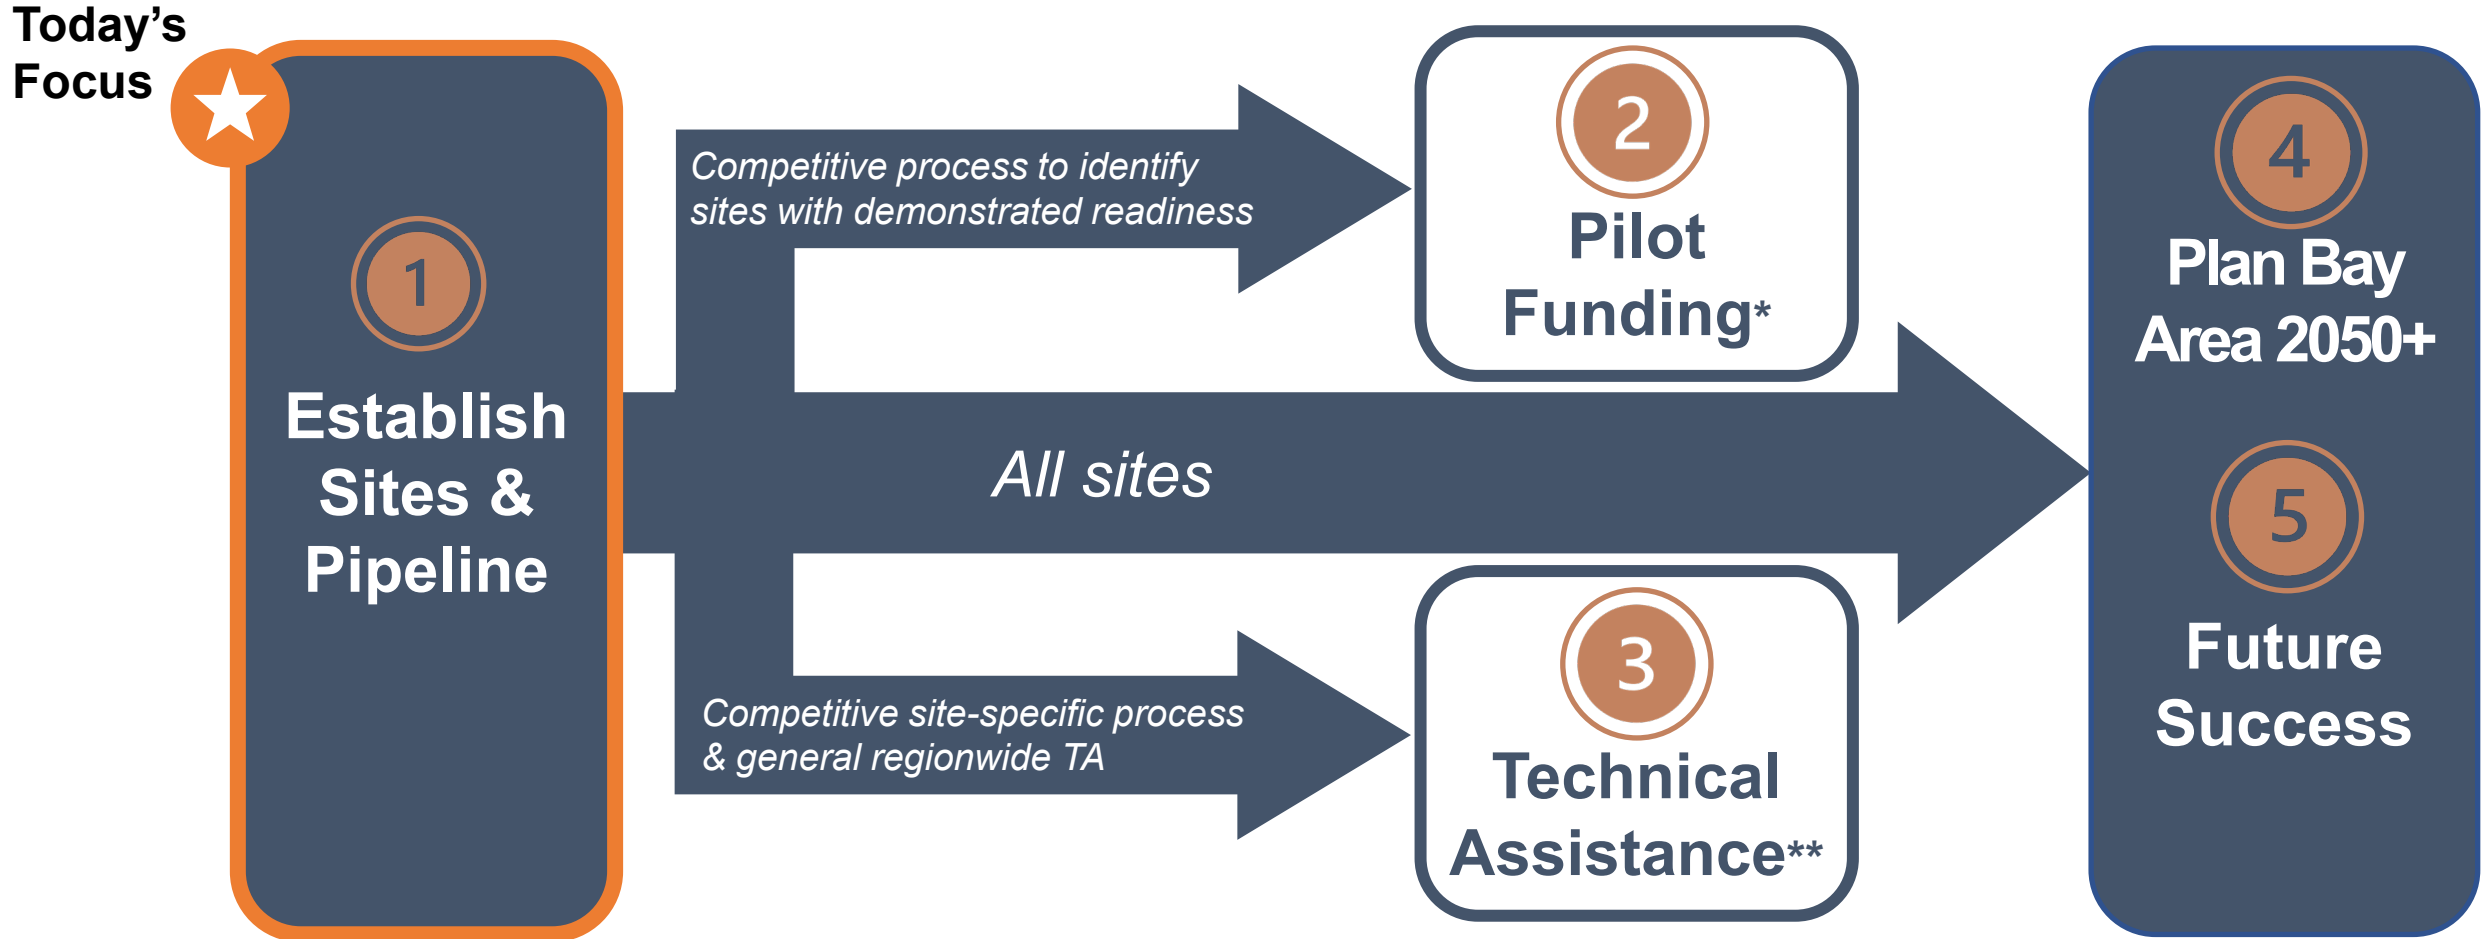 Today’s
Focus
1
Establish
Sites &
Pipeline
Competitive process to identify
sites with demonstrated readiness
2
Pilot
Funding*
All sites
Competitive site-specific process
& general regionwide TA
3
Technical
Assistance**
4
Plan Bay
Area 2050+
5
Future
Success